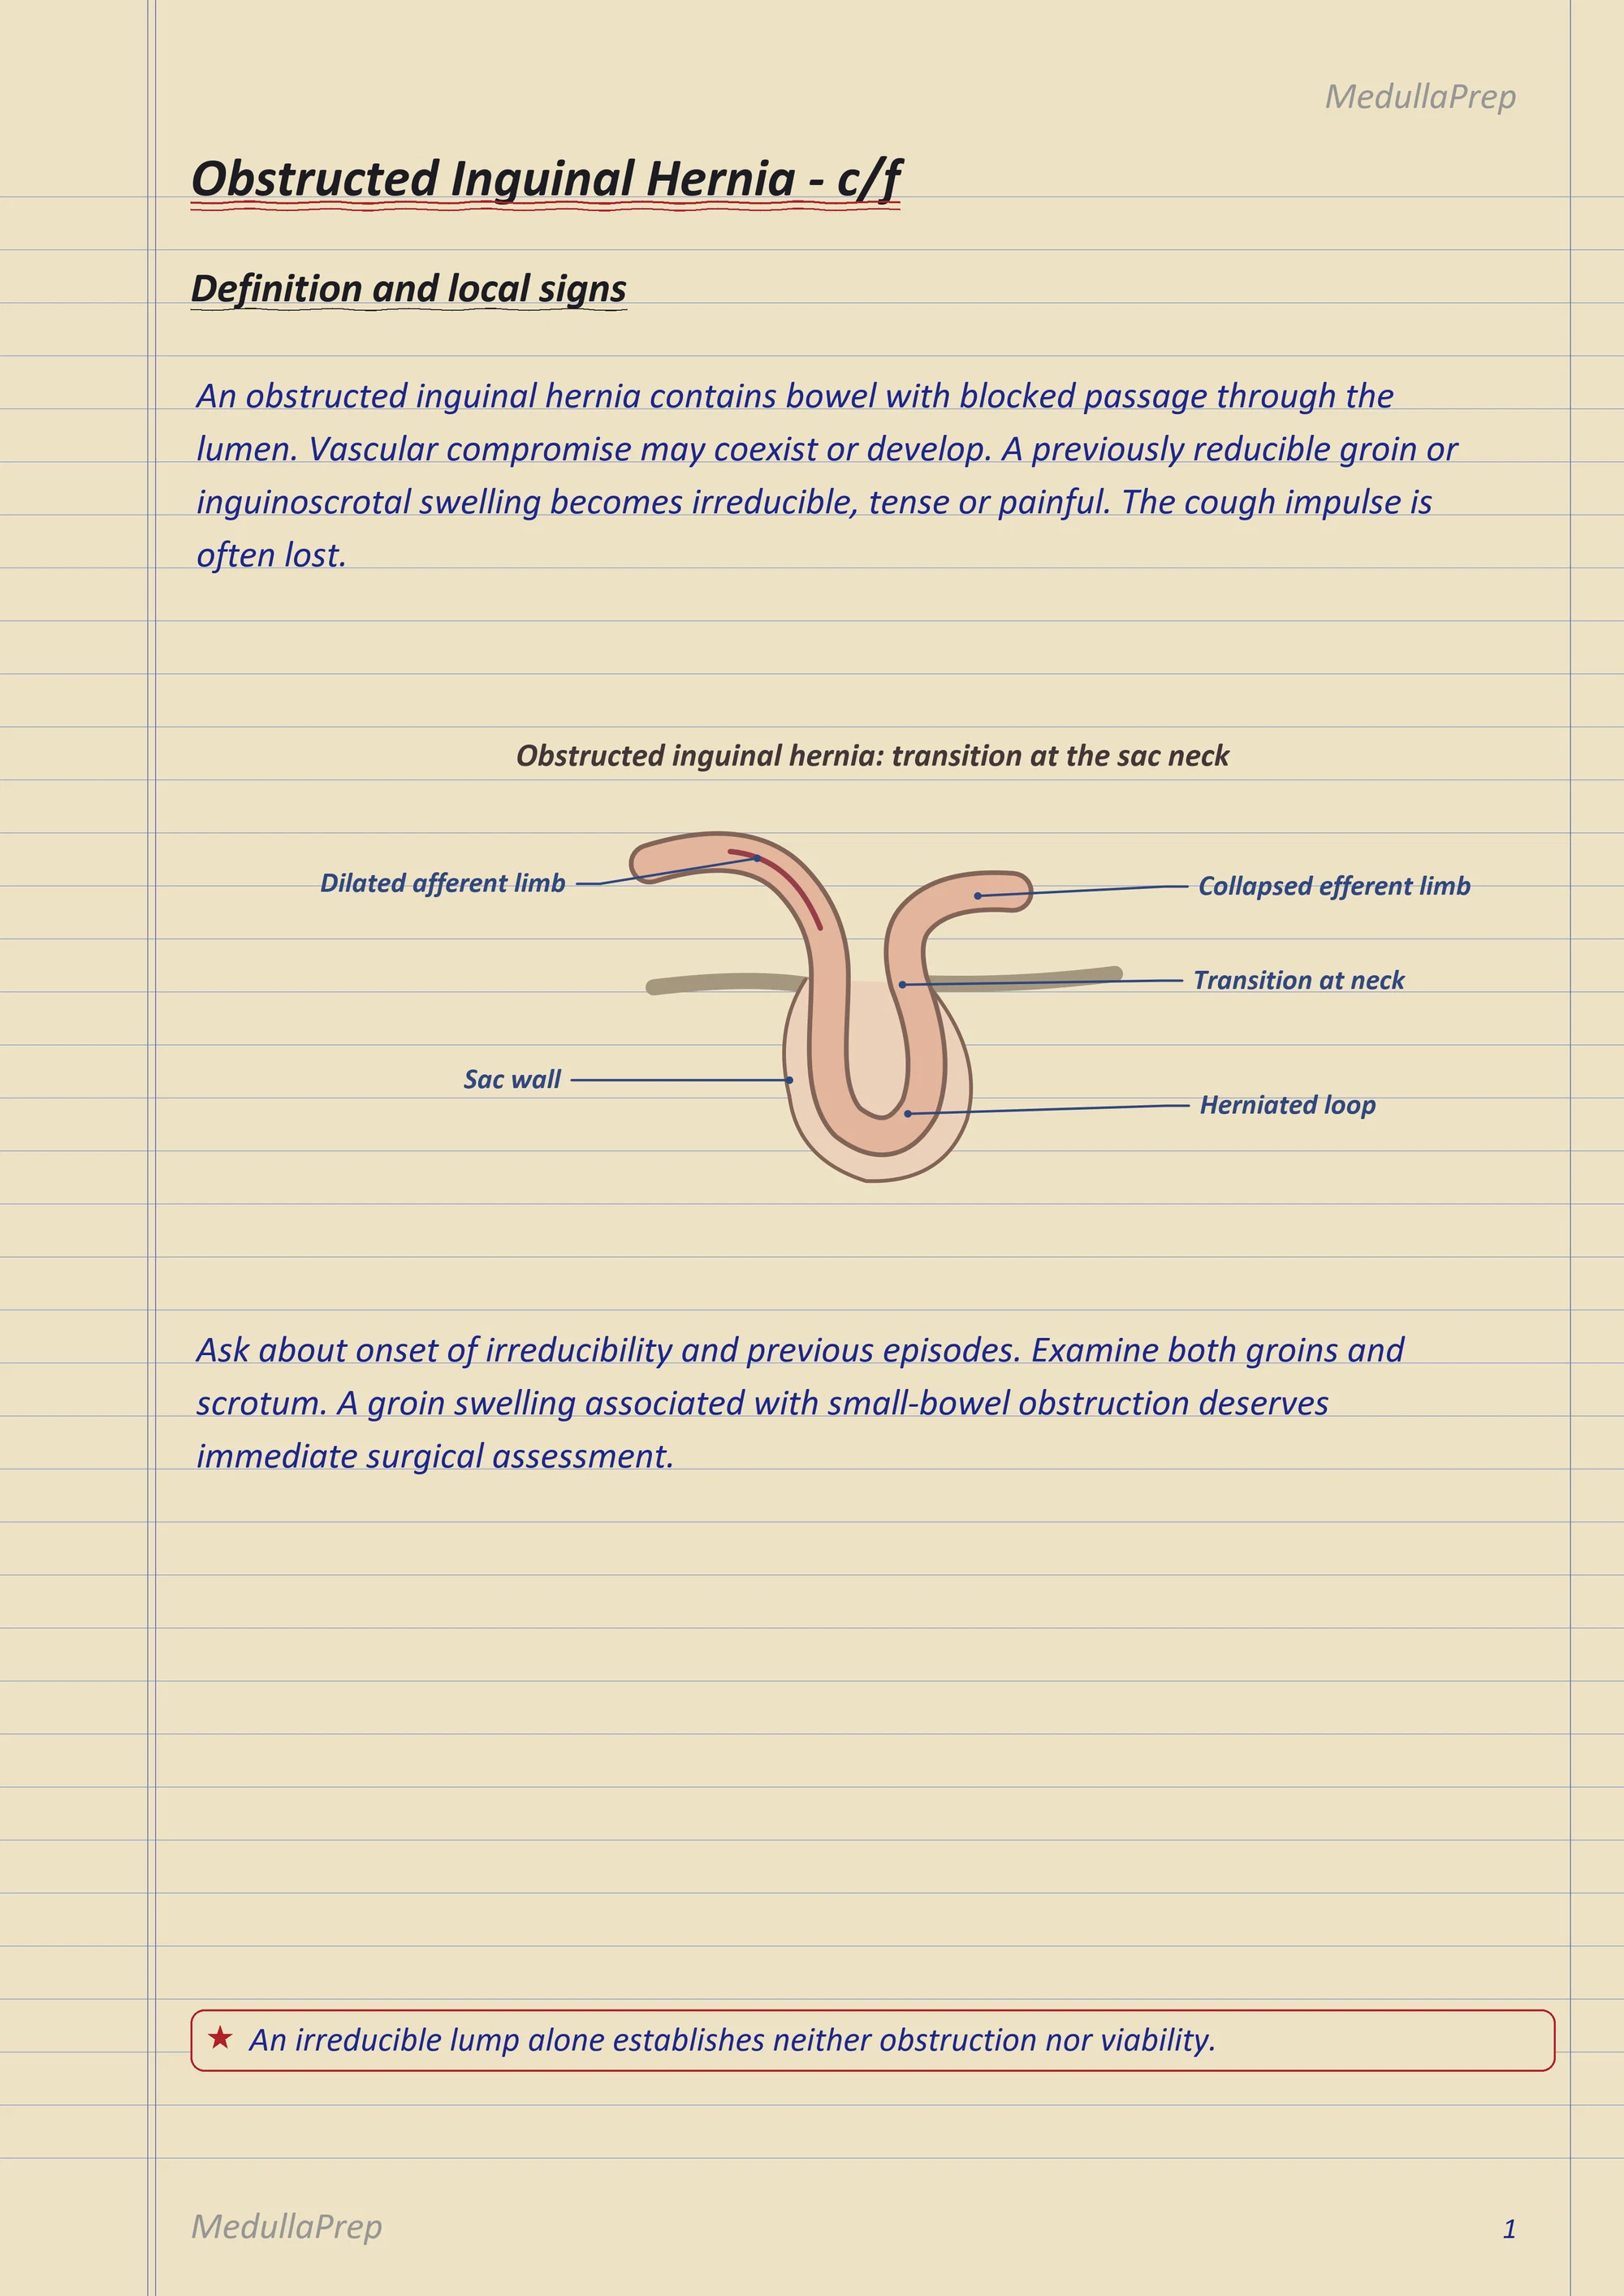 MedullaPrep
Obstructed Inguinal Hernia - c/f
Definition and local signs
An obstructed inguinal hernia contains bowel with blocked passage through the
lumen. Vascular compromise may coexist or develop. A previously reducible groin or
inguinoscrotal swelling becomes irreducible, tense or painful. The cough impulse is
often lost.
Obstructed inguinal hernia: transition at the sac neck
Dilated afferent limb
Collapsed efferent limb
Transition at neck
Sac wall
Herniated loop
Ask about onset of irreducibility and previous episodes. Examine both groins and
scrotum. A groin swelling associated with small-bowel obstruction deserves
immediate surgical assessment.
★ An irreducible lump alone establishes neither obstruction nor viability.
MedullaPrep
1